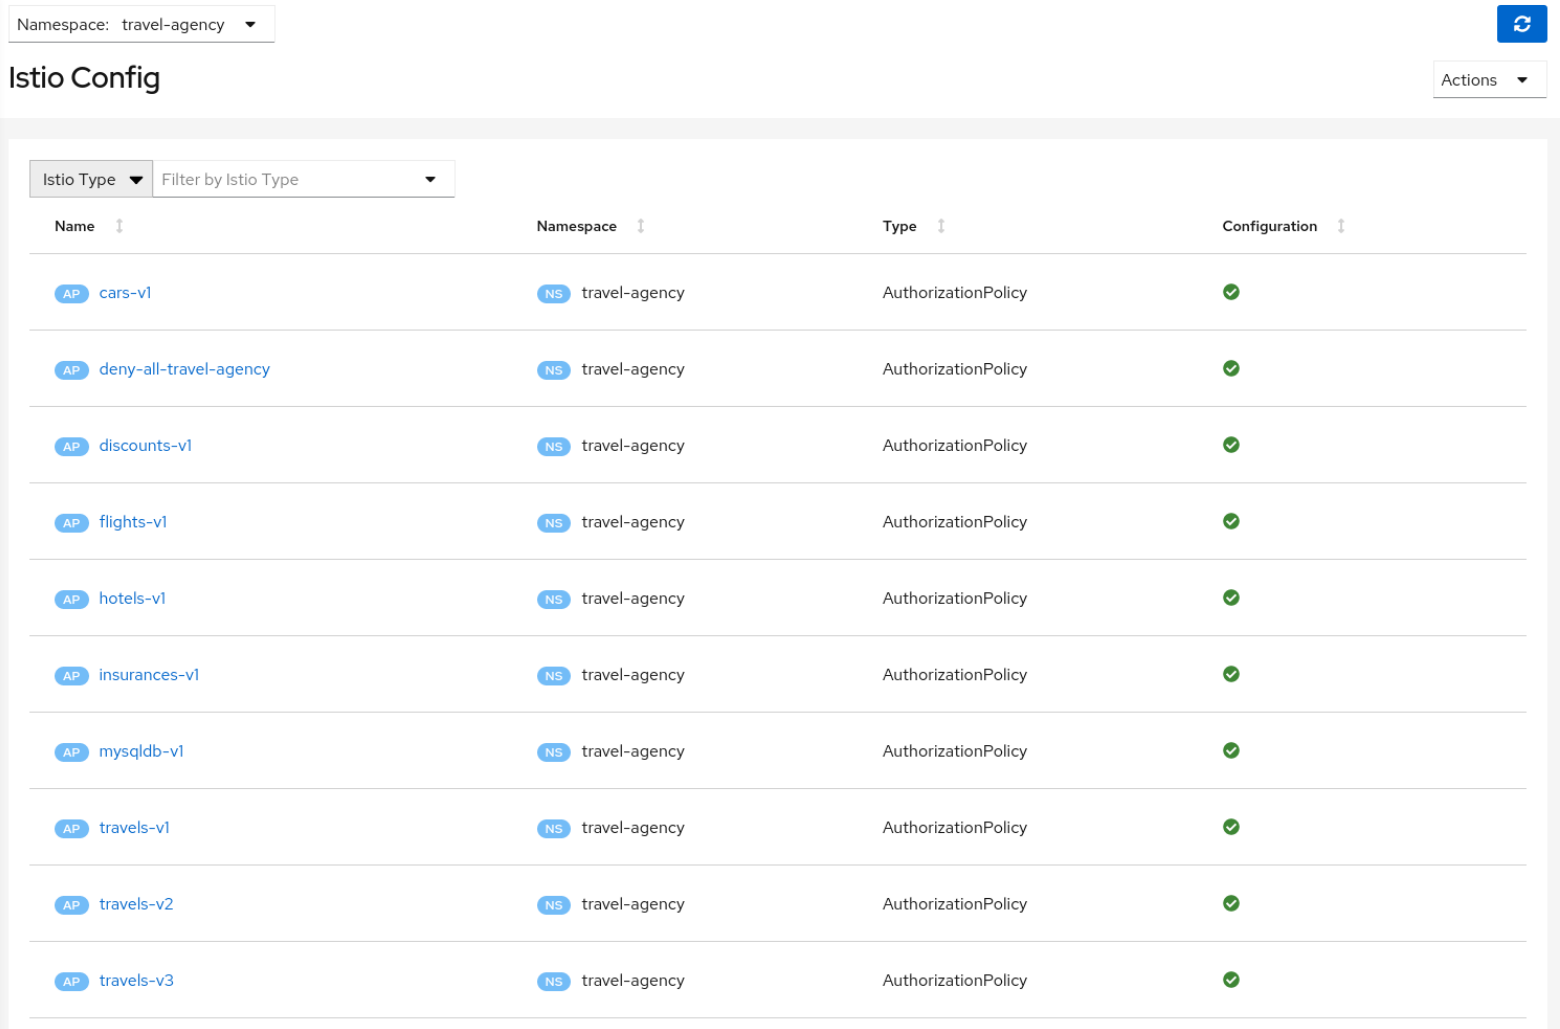 Namespace: travel-agency
Istio Config
Actions
Istio Type Filter by Istio Type
Name Namespace Type Configuration
AP cars-v1 NS travel-agency AuthorizationPolicy
AP deny-all-travel-agency NS travel-agency AuthorizationPolicy
AP discounts-v1 NS travel-agency AuthorizationPolicy
AP flights-v1 NS travel-agency AuthorizationPolicy
AP hotels-v1 NS travel-agency AuthorizationPolicy
AP insurances-v1 NS travel-agency AuthorizationPolicy
AP mysqldb-v1 NS travel-agency AuthorizationPolicy
AP travels-v1 NS travel-agency AuthorizationPolicy
AP travels-v2 NS travel-agency AuthorizationPolicy
AP travels-v3 NS travel-agency AuthorizationPolicy